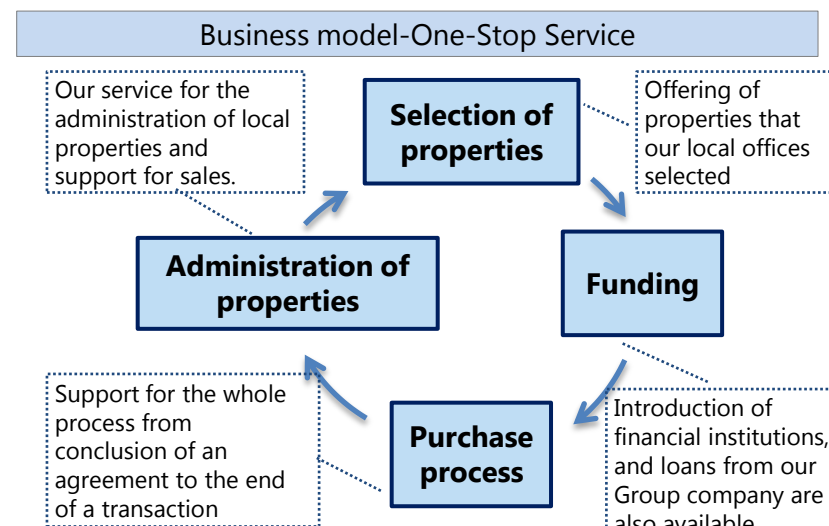 Business model-One-Stop Service
Our service for the
administration of local
properties and
support for sales.
Selection of
properties
Offering of
properties that
our local offices
selected
Administration of
properties
Funding
Support for the whole
process from
conclusion of an
agreement to the end
of a transaction
Purchase
process
Introduction of
financial institutions,
and loans from our
Group company are
also available